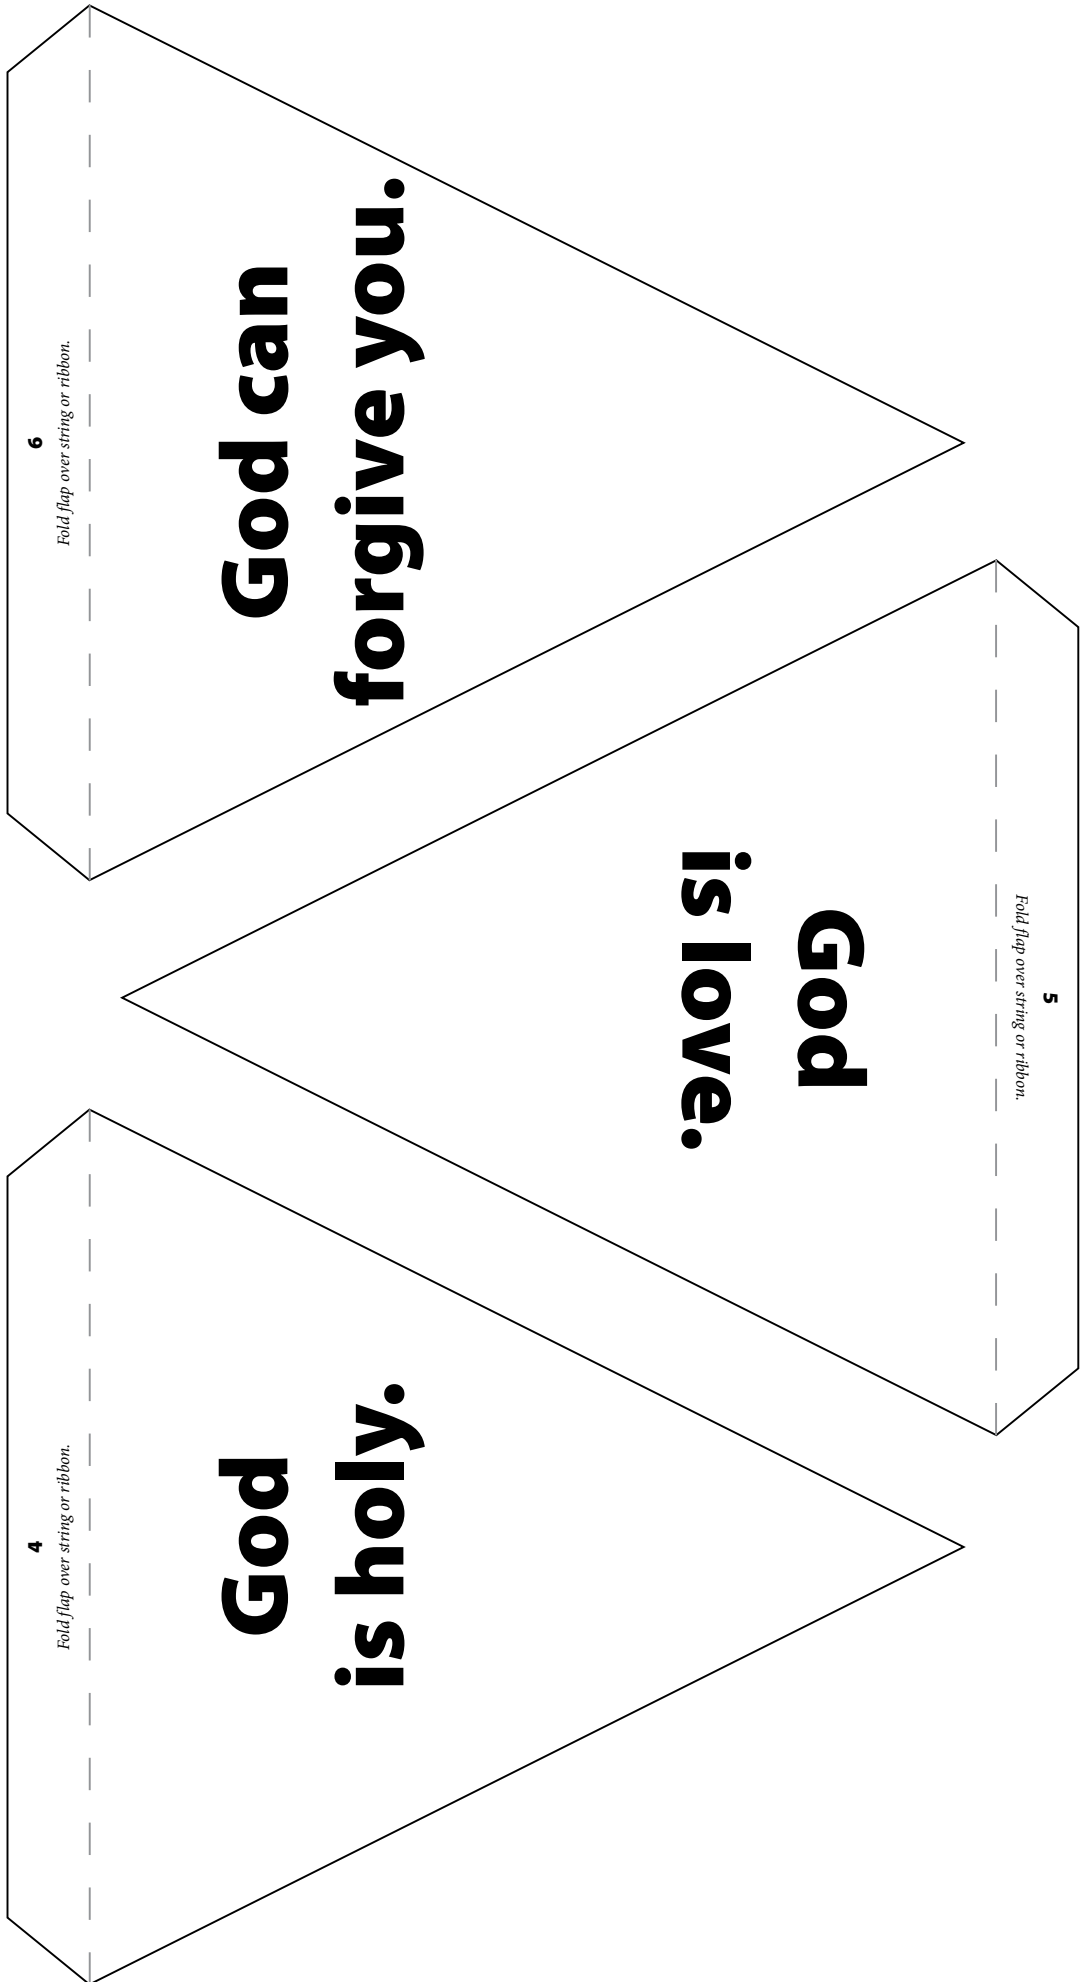 6
Fold flap over string or ribbon.
God can
forgive you.
5
Fold flap over string or ribbon.
God
is love.
4
Fold flap over string or ribbon.
God
is holy.